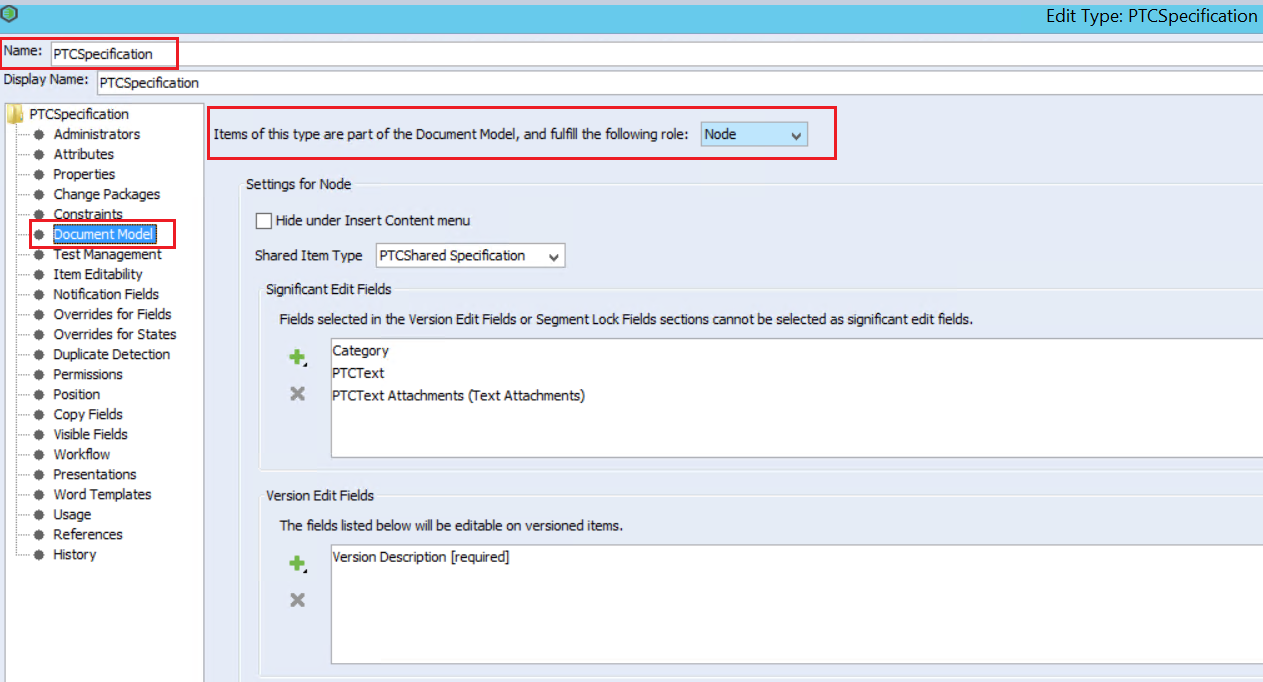 Edit Type: PTCSpecification
Name: PTCSpecification
Display Name: PTCSpecification
PTCSpecification
Administrators
Attributes
Properties
Change Packages
Constraints
Document Model
Test Management
Item Editability
Notification Fields
Overrides for Fields
Overrides for States
Duplicate Detection
Permissions
Position
Copy Fields
Visible Fields
Workflow
Presentations
Word Templates
Usage
References
History
Items of this type are part of the Document Model, and fulfill the following role: Node
Settings for Node
Hide under Insert Content menu
Shared Item Type PTCShared Specification
Significant Edit Fields
Fields selected in the Version Edit Fields or Segment Lock Fields sections cannot be selected as significant edit fields.
Category
PTCText
PTCText Attachments (Text Attachments)
Version Edit Fields
The fields listed below will be editable on versioned items.
Version Description [required]